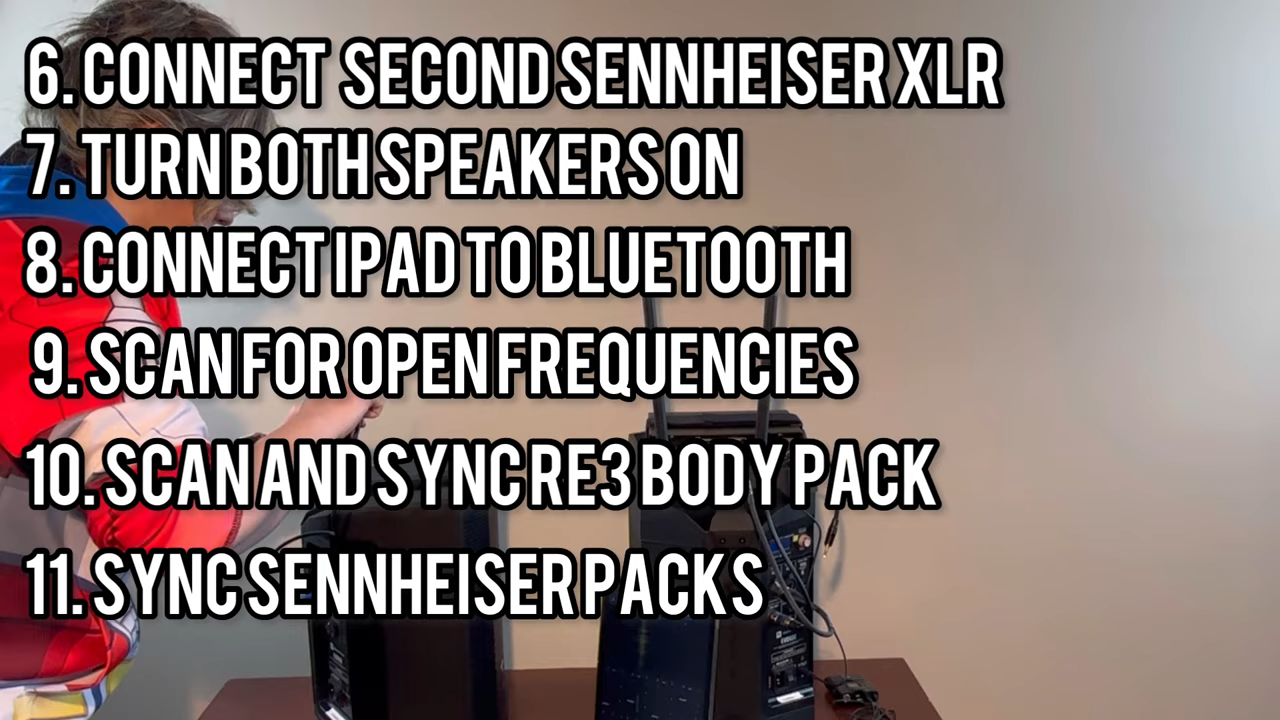 6. CONNECT SECOND SENNHEISER XLR
7. TURN BOTH SPEAKERS ON
8. CONNECT IPAD TO BLUETOOTH
9. SCAN FOR OPEN FREQUENCIES
10. SCAN AND SYNC RE3 BODY PACK
11. SYNC SENNHEISER PACKS